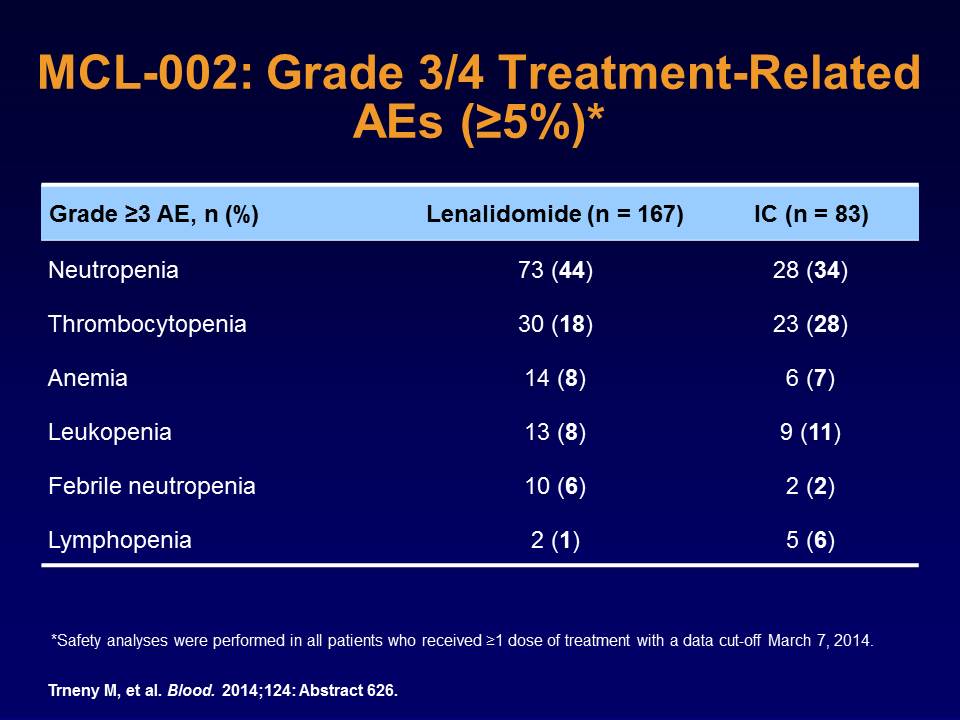 MCL-002: Grade 3/4 Treatment-Related
AEs (≥5%)*
Grade ≥3 AE, n (%) Lenalidomide (n = 167) IC (n = 83)
Neutropenia 73 (44) 28 (34)
Thrombocytopenia 30 (18) 23 (28)
Anemia 14 (8) 6 (7)
Leukopenia 13 (8) 9 (11)
Febrile neutropenia 10 (6) 2 (2)
Lymphopenia 2 (1) 5 (6)
*Safety analyses were performed in all patients who received ≥1 dose of treatment with a data cut-off March 7, 2014.
Trneny M, et al. Blood. 2014;124: Abstract 626.